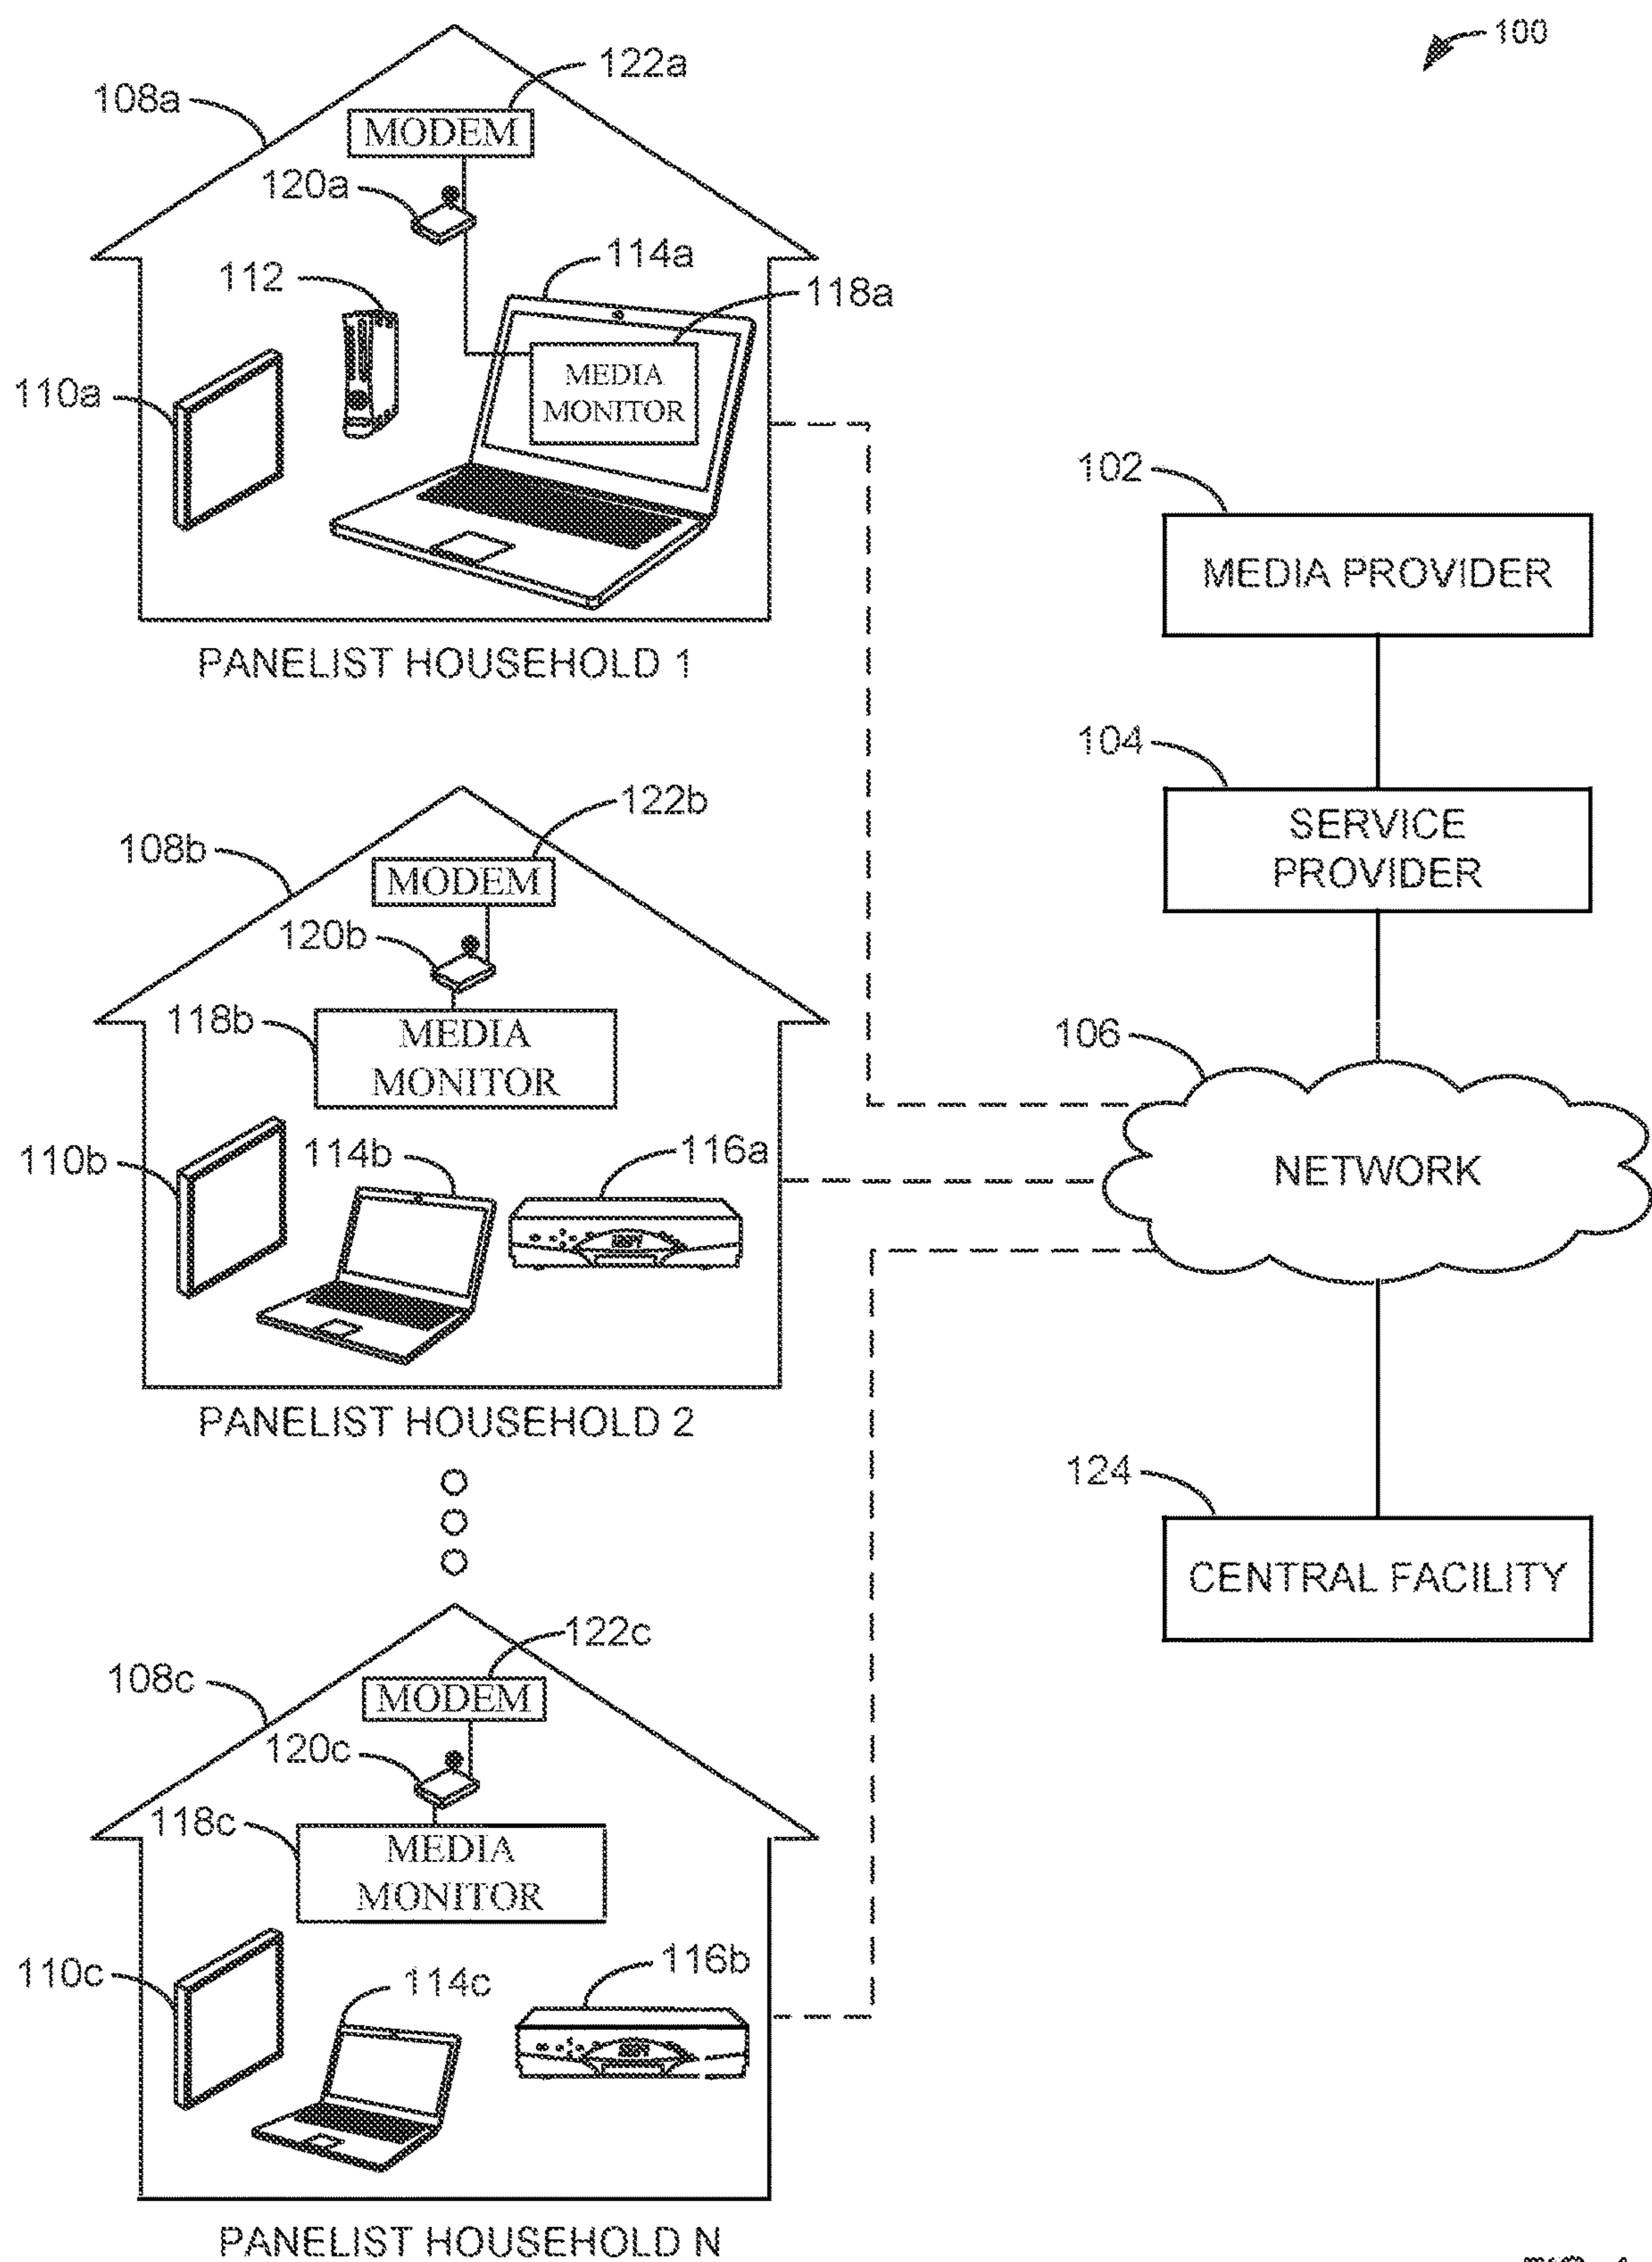 100
122a
108a
MODEM
120a
114a
112
118a
MEDIA
MONITOR
110a
PANELIST HOUSEHOLD 1
102
MEDIA PROVIDER
104
SERVICE
PROVIDER
106
NETWORK
124
CENTRAL FACILITY
122b
108b
MODEM
120b
118b
MEDIA
MONITOR
110b
114b
116a
PANELIST HOUSEHOLD 2
122c
108c
MODEM
120c
118c
MEDIA
MONITOR
110c
114c
116b
PANELIST HOUSEHOLD N